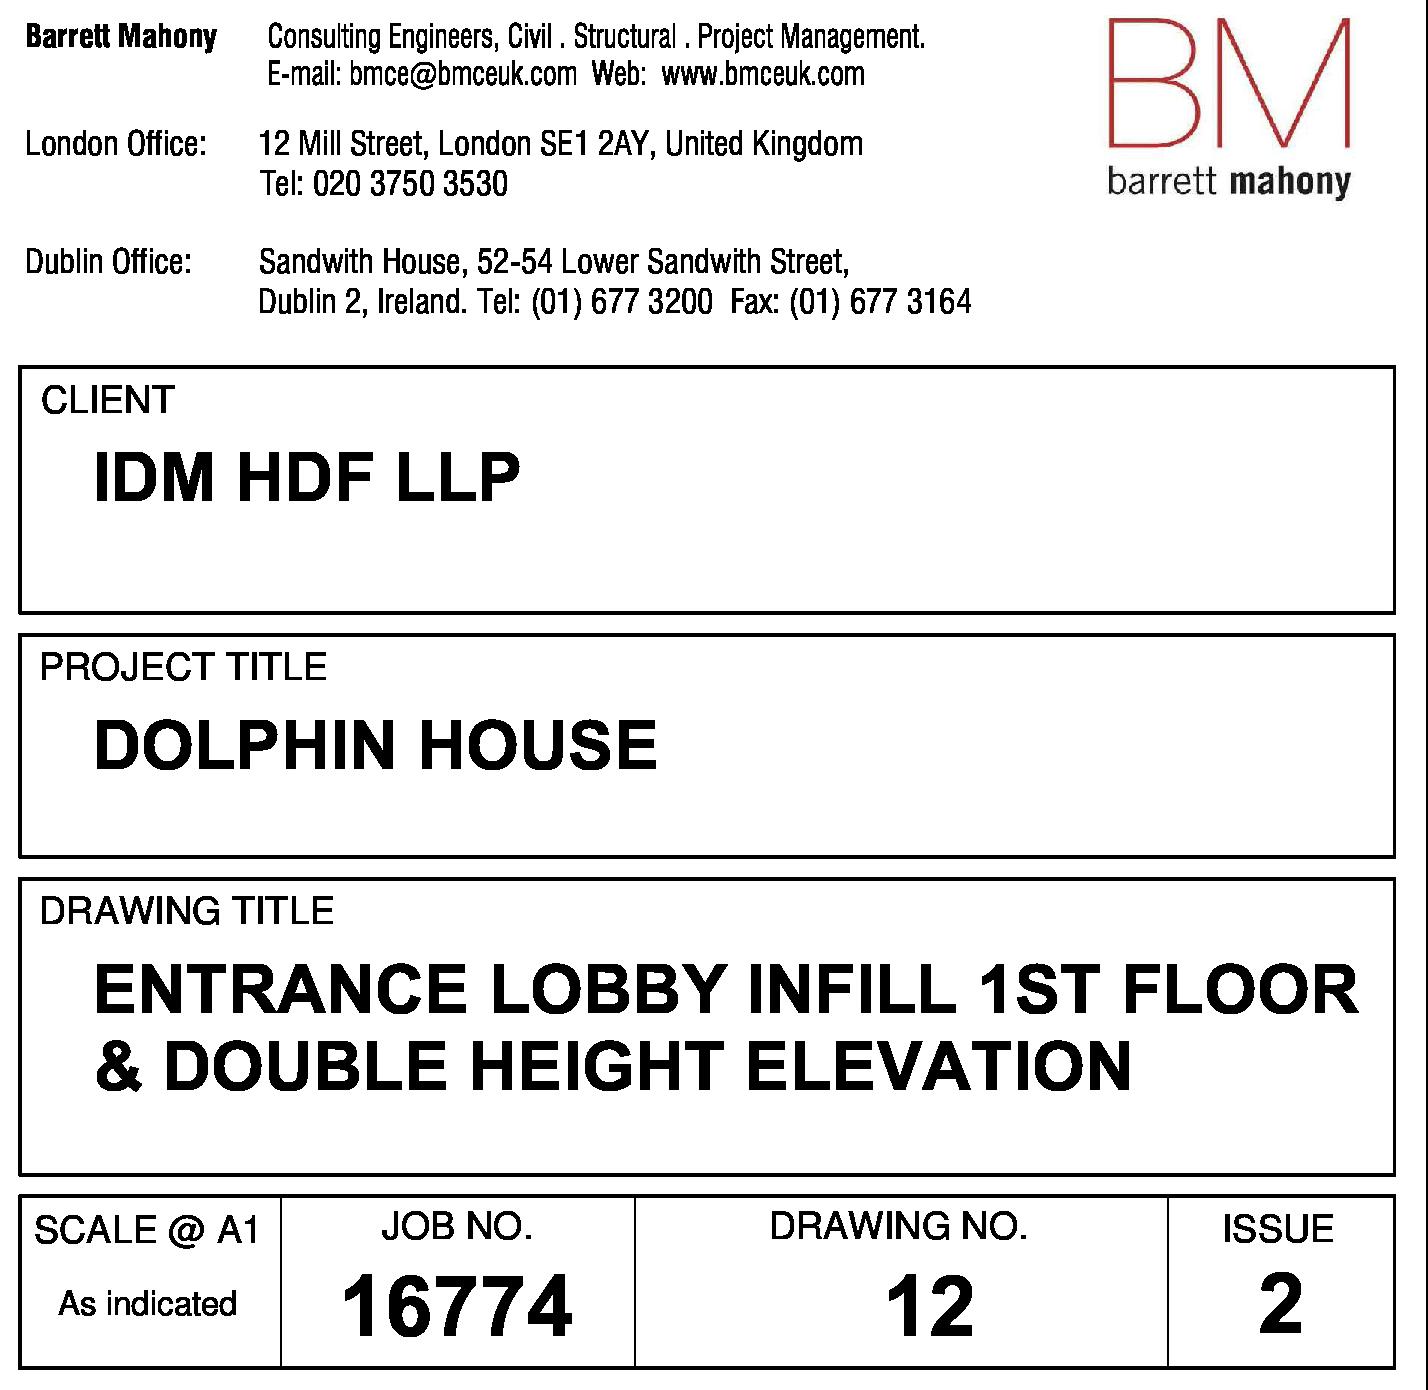 Barrett Mahony Consulting Engineers, Civil . Structural . Project Management.
E-mail: bmce@bmceuk.com Web: www.bmceuk.com
BM
barrett mahony
London Office: 12 Mill Street, London SE1 2AY, United Kingdom
Tel: 020 3750 3530
Dublin Office: Sandwith House, 52-54 Lower Sandwith Street,
Dublin 2, Ireland. Tel: (01) 677 3200 Fax: (01) 677 3164
CLIENT
IDM HDF LLP
PROJECT TITLE
DOLPHIN HOUSE
DRAWING TITLE
ENTRANCE LOBBY INFILL 1ST FLOOR
& DOUBLE HEIGHT ELEVATION
SCALE @ A1
As indicated
JOB NO.
16774
DRAWING NO.
12
ISSUE
2